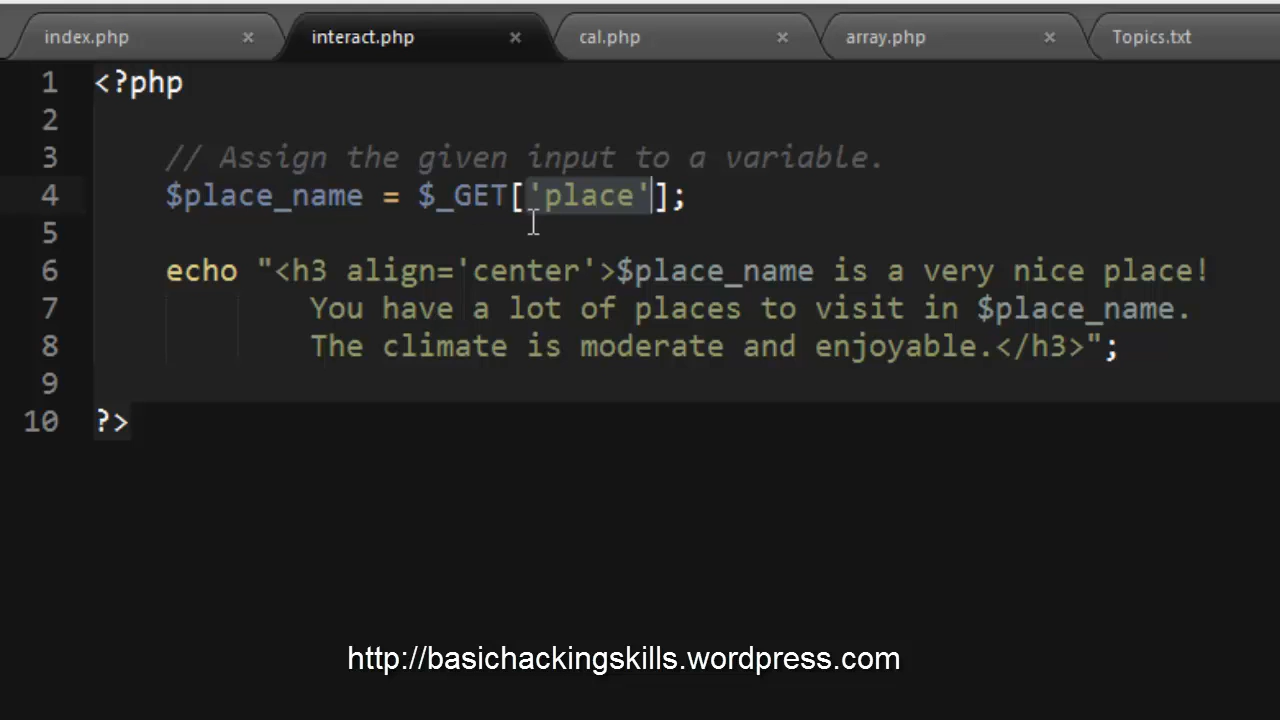 index.php × interact.php × cal.php × array.php × Topics.txt
1 <?php
2
3 // Assign the given input to a variable.
4 $place_name = $_GET['place'];
5
6 echo "<h3 align='center'>$place_name is a very nice place!
7 You have a lot of places to visit in $place_name.
8 The climate is moderate and enjoyable.</h3>";
9
10 ?>
http://basichackingskills.wordpress.com